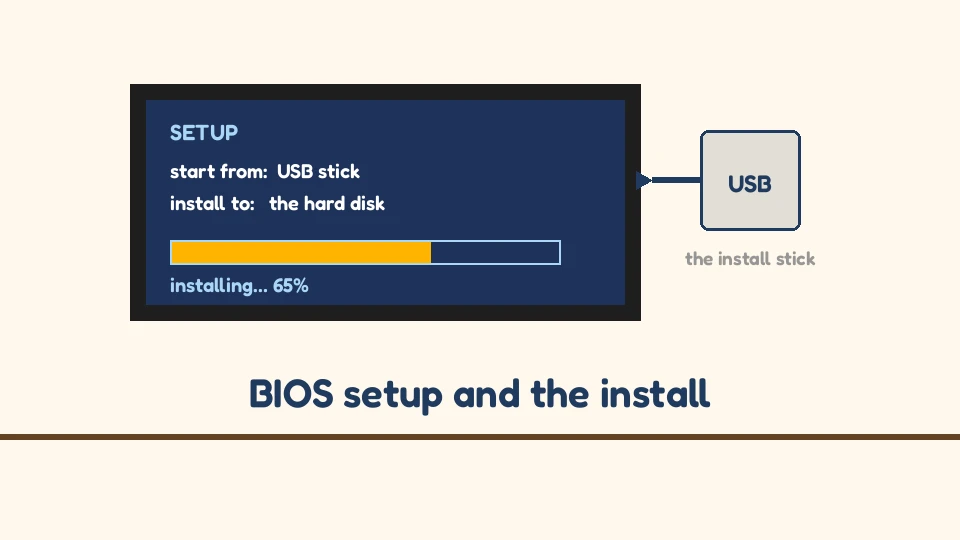 SETUP
start from: USB stick
install to: the hard disk
installing... 65%
USB
the install stick
BIOS setup and the install